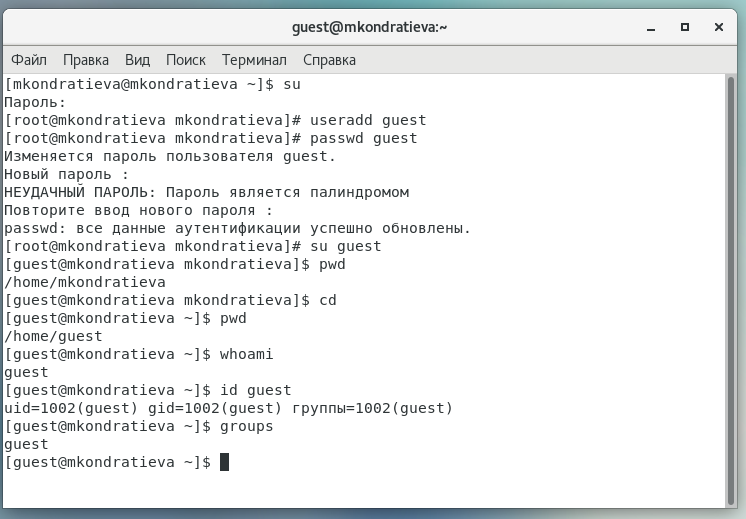 guest@mkondratieva:~
Файл Правка Вид Поиск Терминал Справка
[mkondratieva@mkondratieva ~]$ su
Пароль:
[root@mkondratieva mkondratieva]# useradd guest
[root@mkondratieva mkondratieva]# passwd guest
Изменяется пароль пользователя guest.
Новый пароль :
НЕУДАЧНЫЙ ПАРОЛЬ: Пароль является палиндромом
Повторите ввод нового пароля :
passwd: все данные аутентификации успешно обновлены.
[root@mkondratieva mkondratieva]# su guest
[guest@mkondratieva mkondratieva]$ pwd
/home/mkondratieva
[guest@mkondratieva mkondratieva]$ cd
[guest@mkondratieva ~]$ pwd
/home/guest
[guest@mkondratieva ~]$ whoami
guest
[guest@mkondratieva ~]$ id guest
uid=1002(guest) gid=1002(guest) группы=1002(guest)
[guest@mkondratieva ~]$ groups
guest
[guest@mkondratieva ~]$